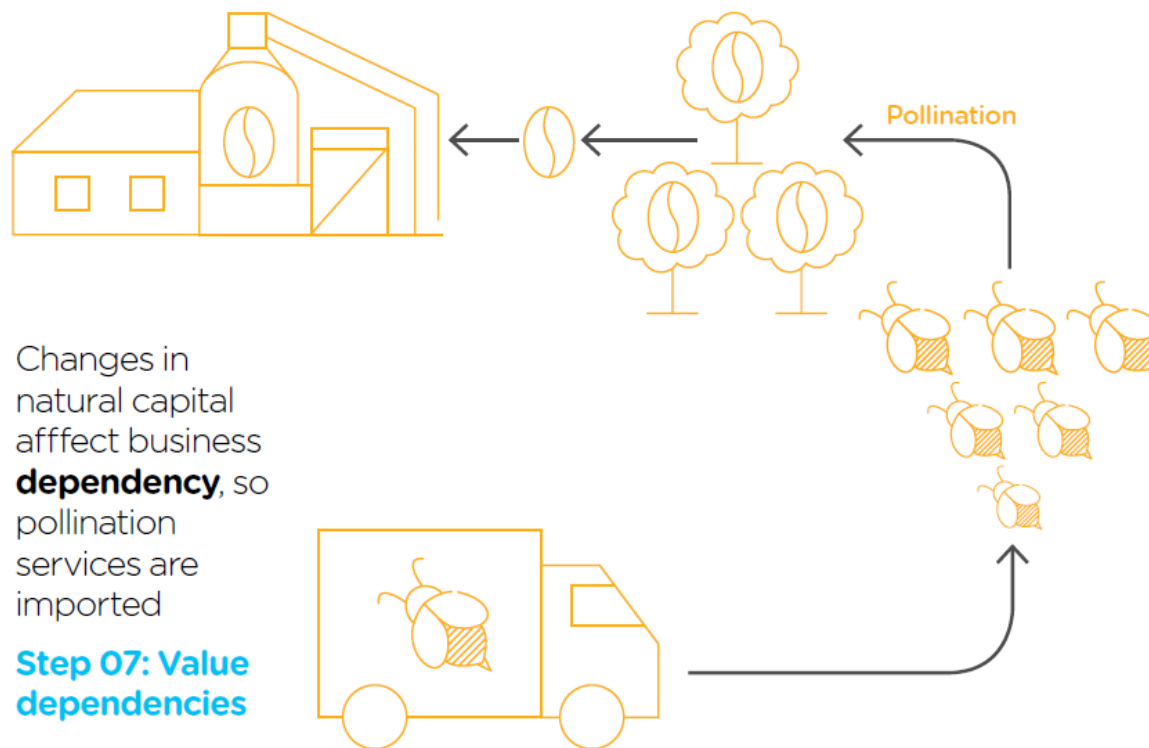 Pollination
Changes in
natural capital
afffect business
dependency, so
pollination
services are
imported
Step 07: Value
dependencies